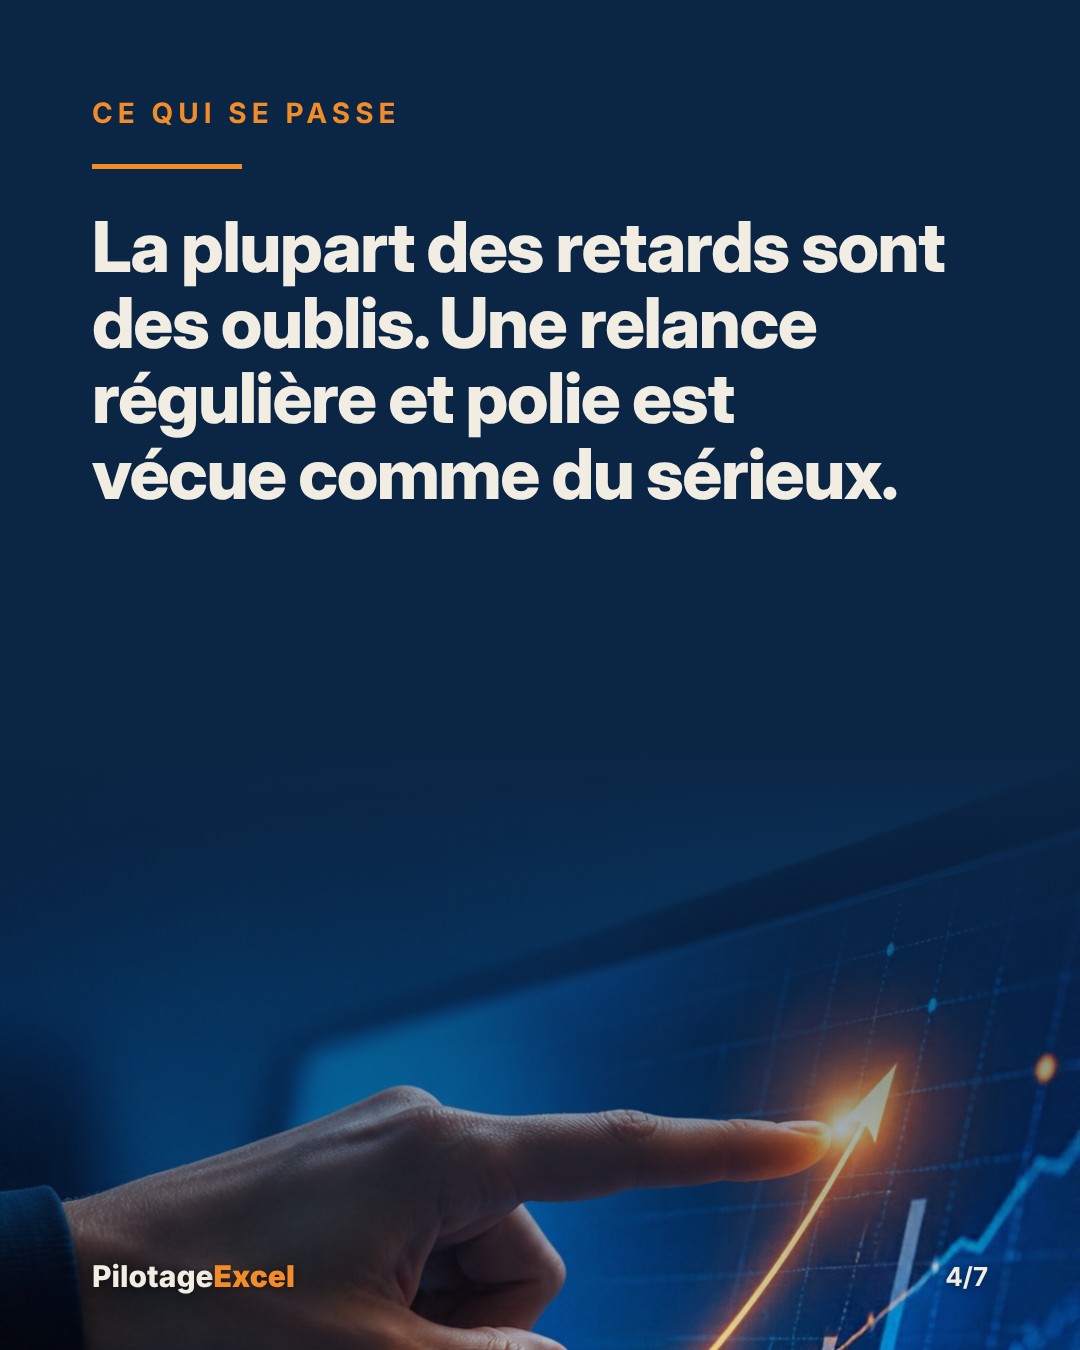 CE QUI SE PASSE
La plupart des retards sont
des oublis. Une relance
régulière et polie est
vécue comme du sérieux.
PilotageExcel
4/7